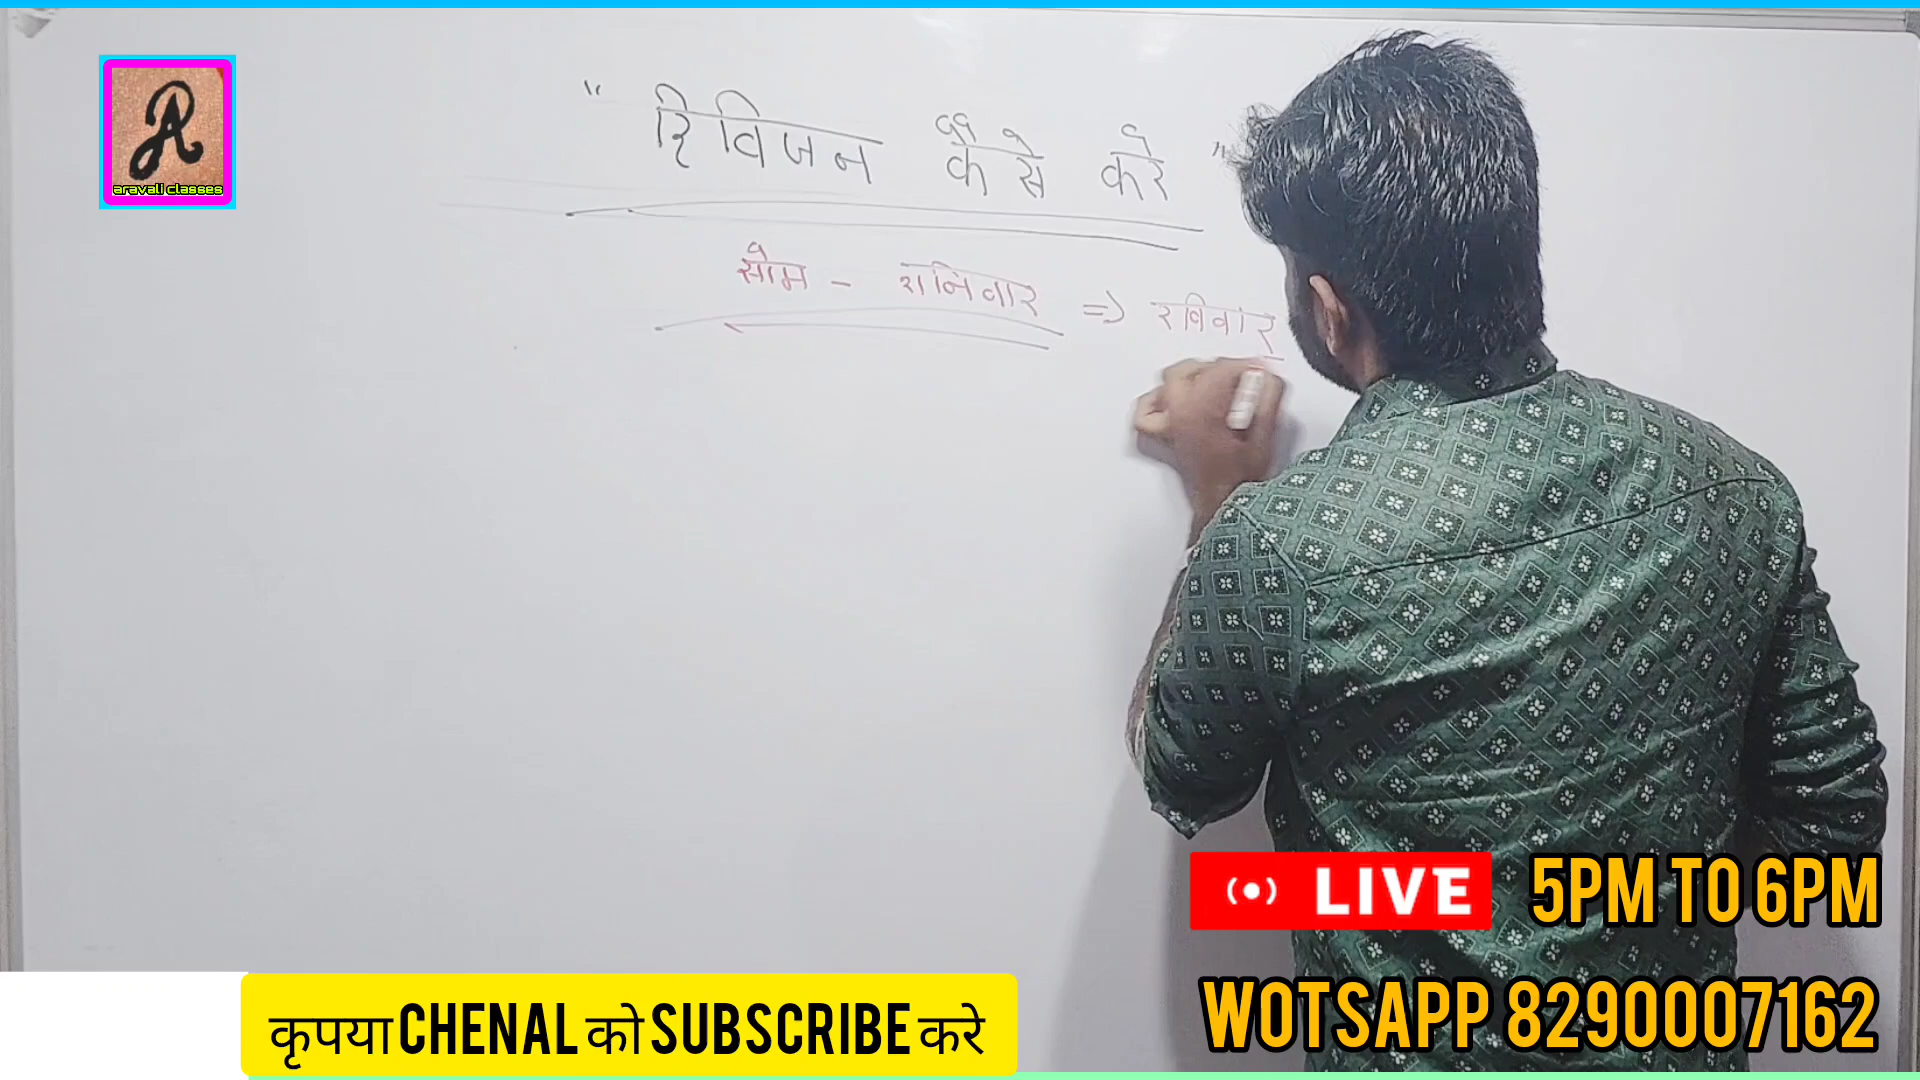 aravali classes
" रिविजन कैसे करे "
सोम - शनिवार => रविवार
LIVE 5PM TO 6PM
WOTSAPP 8290007162
कृपया CHENAL को SUBSCRIBE करे